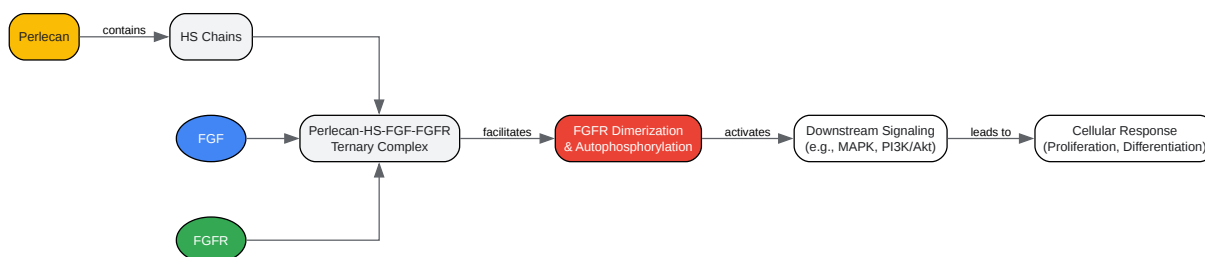 Perlecan
contains
HS Chains
FGF
Perlecan-HS-FGF-FGFR
Ternary Complex
facilitates
FGFR Dimerization
& Autophosphorylation
activates
Downstream Signaling
(e.g., MAPK, PI3K/Akt)
leads to
Cellular Response
(Proliferation, Differentiation)
FGFR